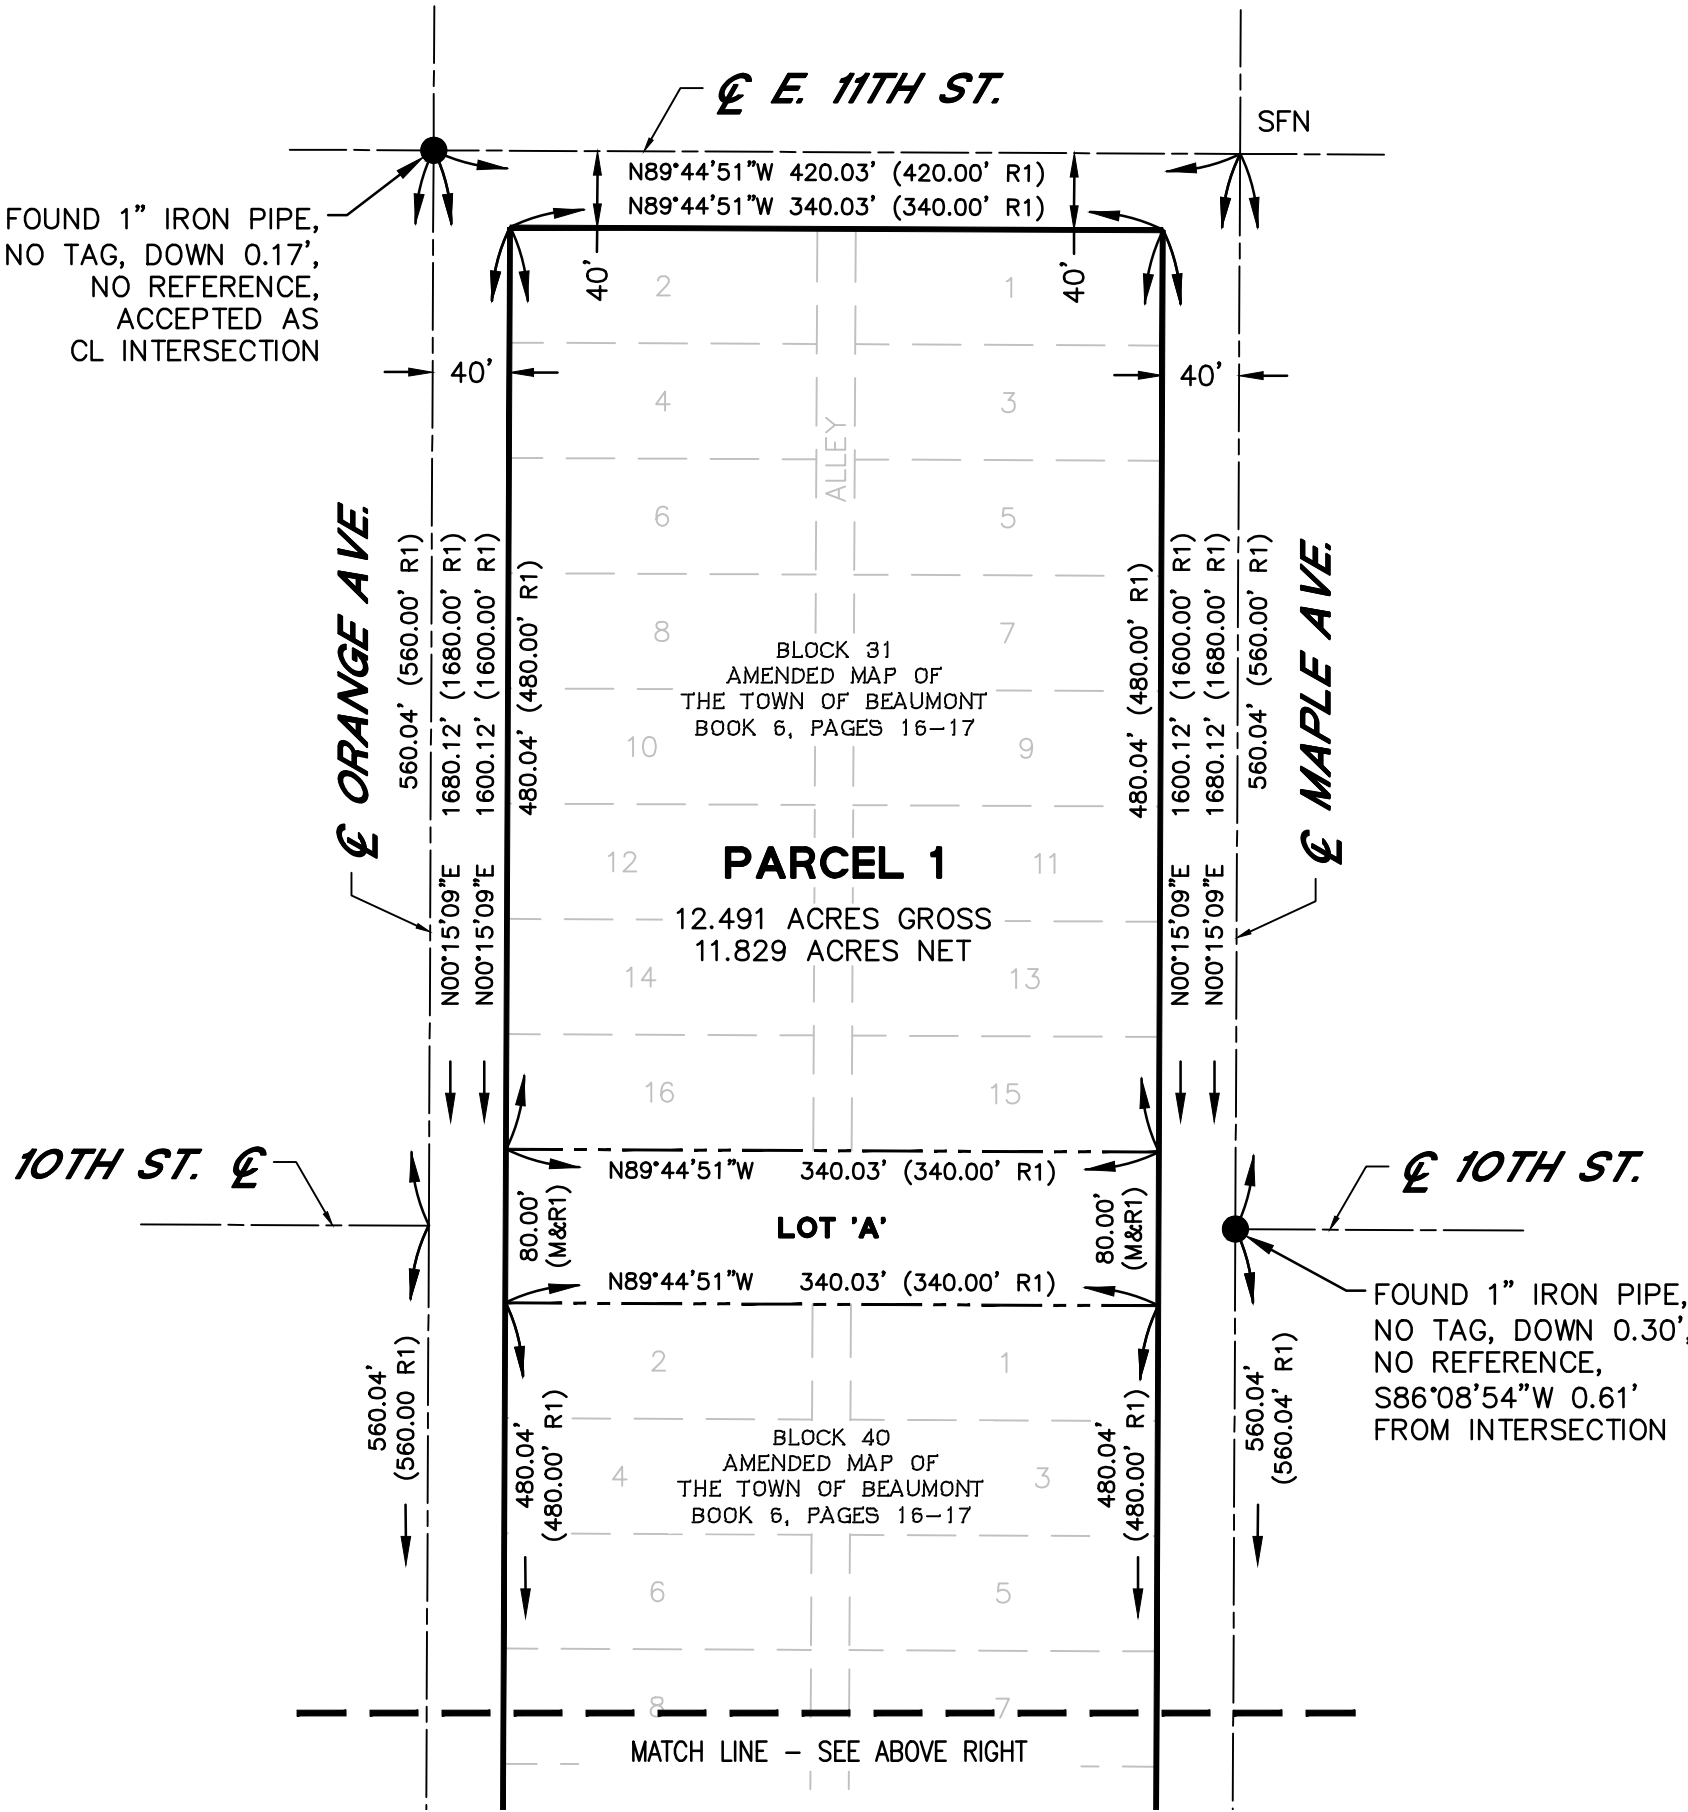 ℄ E. 11TH ST.
SFN
N89°44'51"W 420.03' (420.00' R1)
N89°44'51"W 340.03' (340.00' R1)
FOUND 1" IRON PIPE,
NO TAG, DOWN 0.17',
NO REFERENCE,
ACCEPTED AS
CL INTERSECTION
40'
40'
2
1
40'
40'
4
3
ALLEY
6
5
℄ ORANGE AVE.
560.04' (560.00' R1)
N00°15'09"E 1680.12' (1680.00' R1)
N00°15'09"E 1600.12' (1600.00' R1)
480.04' (480.00' R1)
480.04' (480.00' R1)
N00°15'09"E 1600.12' (1600.00' R1)
N00°15'09"E 1680.12' (1680.00' R1)
560.04' (560.00' R1)
℄ MAPLE AVE.
8
7
BLOCK 31
AMENDED MAP OF
THE TOWN OF BEAUMONT
BOOK 6, PAGES 16-17
10
9
12
PARCEL 1
11
12.491 ACRES GROSS
11.829 ACRES NET
14
13
16
15
10TH ST. ℄
℄ 10TH ST.
N89°44'51"W 340.03' (340.00' R1)
80.00'
(M&R1)
LOT 'A'
80.00'
(M&R1)
N89°44'51"W 340.03' (340.00' R1)
FOUND 1" IRON PIPE,
NO TAG, DOWN 0.30',
NO REFERENCE,
S86°08'54"W 0.61'
FROM INTERSECTION
560.04'
(560.00 R1)
480.04'
(480.00' R1)
480.04'
(480.00' R1)
560.04'
(560.04' R1)
2
1
BLOCK 40
AMENDED MAP OF
THE TOWN OF BEAUMONT
BOOK 6, PAGES 16-17
4
3
6
5
8
7
MATCH LINE - SEE ABOVE RIGHT